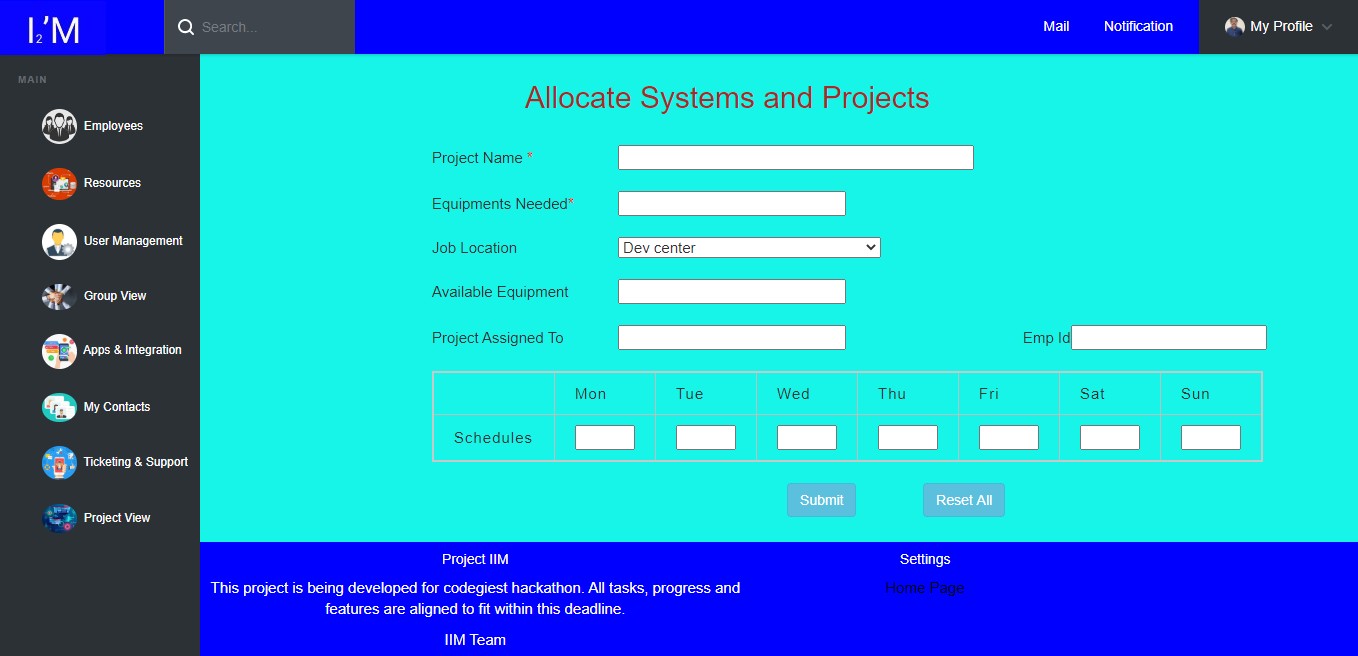 I2’M
Search...
Mail
Notification
My Profile
MAIN
Employees
Resources
User Management
Group View
Apps & Integration
My Contacts
Ticketing & Support
Project View
Allocate Systems and Projects
Project Name *
Equipments Needed*
Job Location Dev center
Available Equipment
Project Assigned To Emp Id
Mon Tue Wed Thu Fri Sat Sun
Schedules
Submit Reset All
Project IIM
This project is being developed for codegiest hackathon. All tasks, progress and
features are aligned to fit within this deadline.
IIM Team
Settings
Home Page